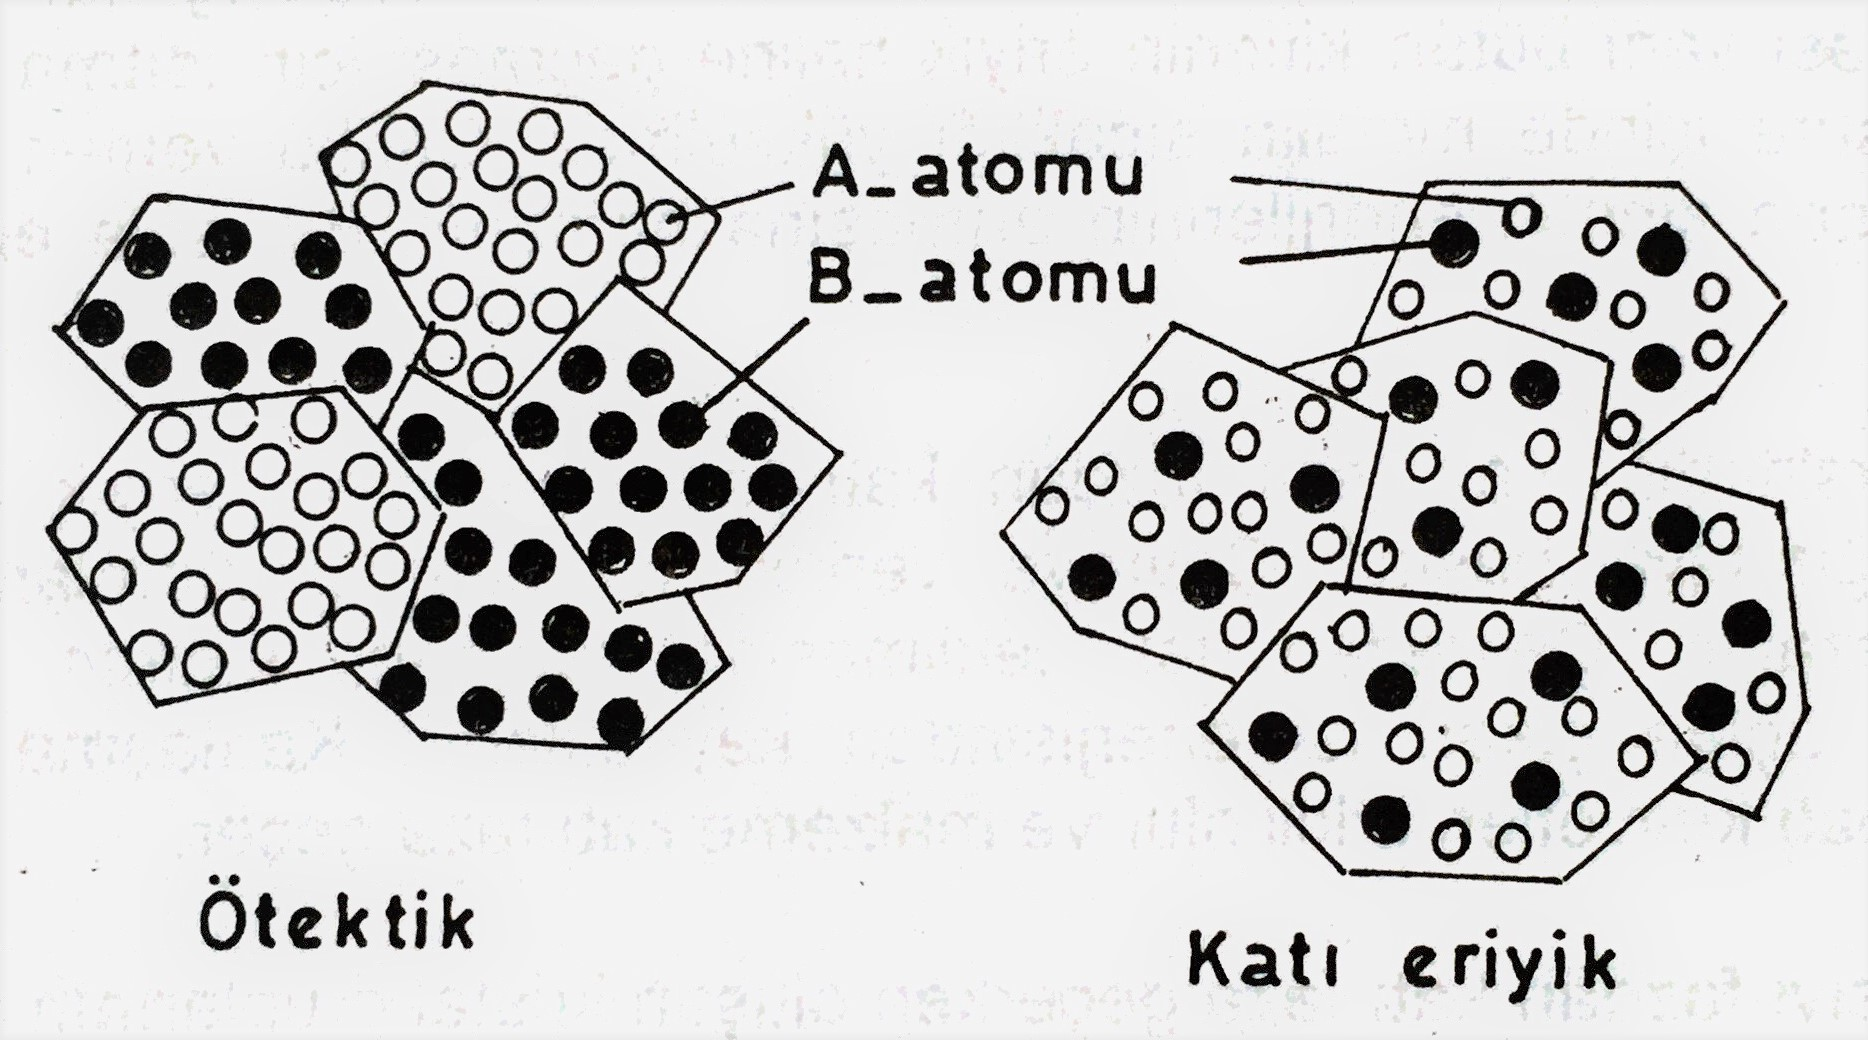 A_atomu
B_atomu
Ötektik
Katı eriyik